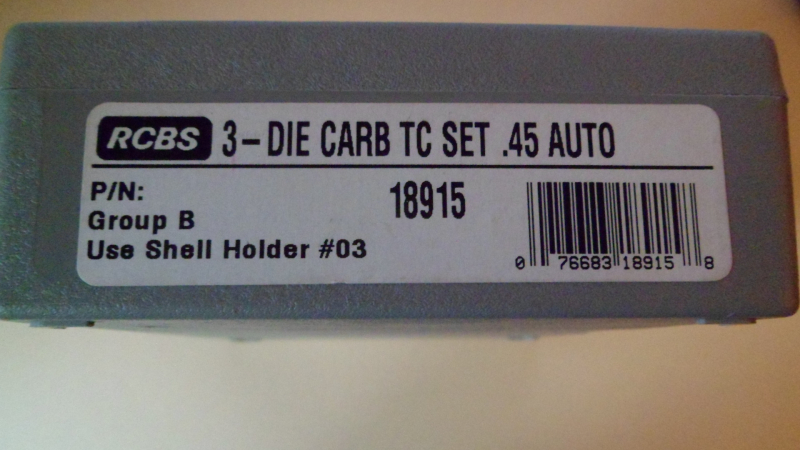 RCBS 3-DIE CARB TC SET .45 AUTO
P/N: 18915
Group B
Use Shell Holder #03
0 76683 18915 8